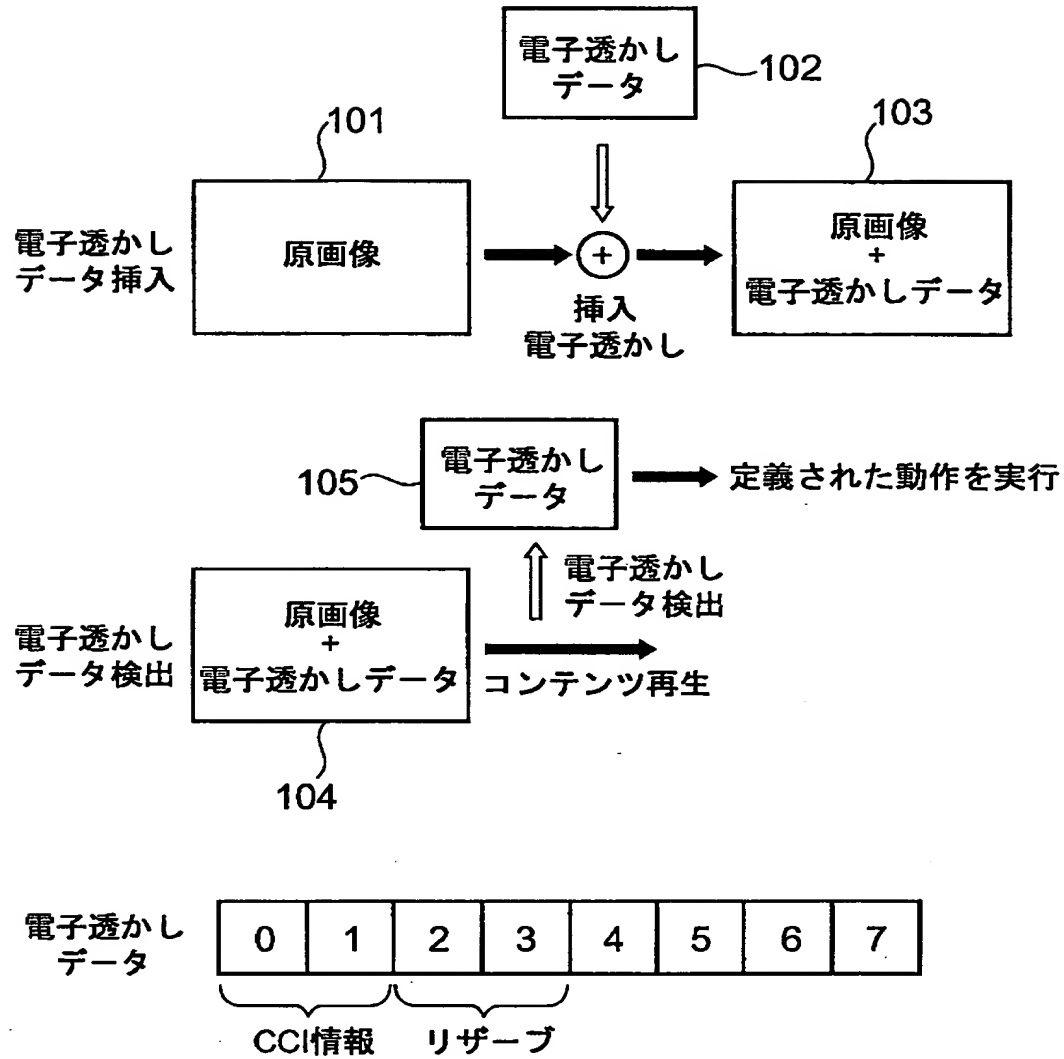 電子透かし
データ
102
101
103
電子透かし
データ挿入
原画像
+
挿入
電子透かし
原画像
+
電子透かしデータ
105
電子透かし
データ
定義された動作を実行
電子透かし
データ検出
電子透かし
データ検出
原画像
+
電子透かしデータ
コンテンツ再生
104
電子透かし
データ
0 1 2 3 4 5 6 7
CCI情報 リザーブ